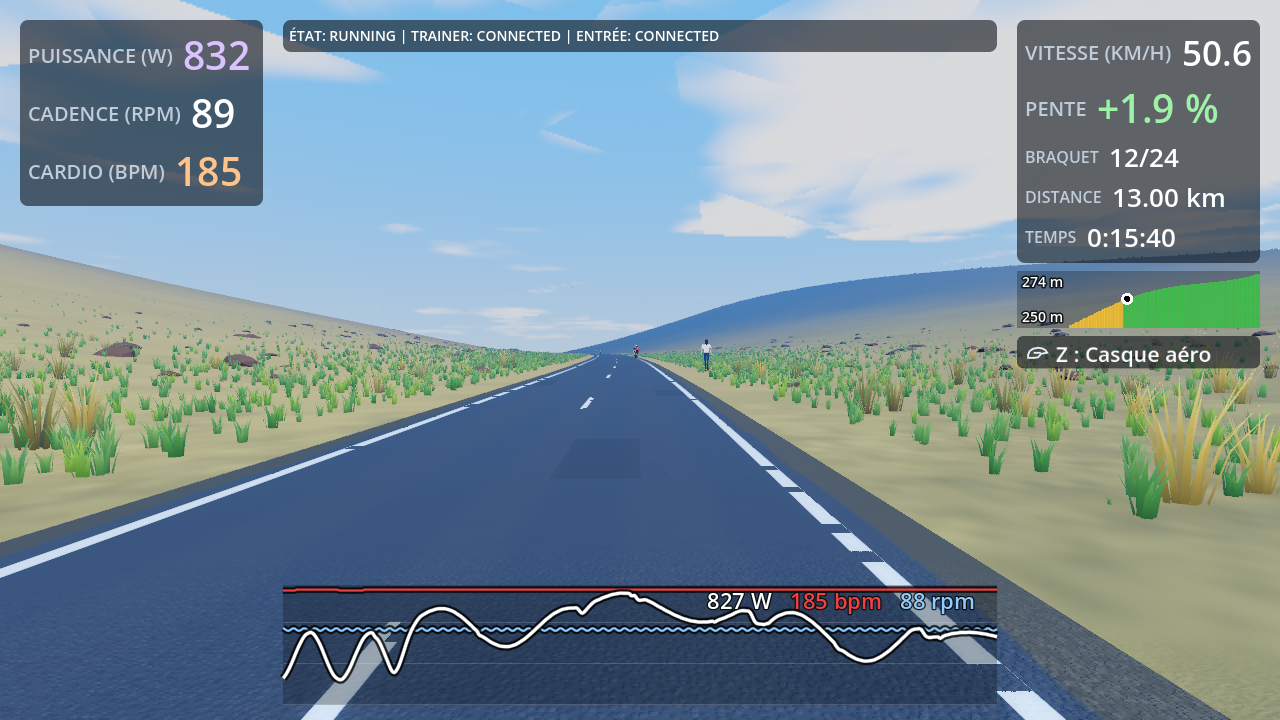 PUISSANCE (W) 832
CADENCE (RPM) 89
CARDIO (BPM) 185
ÉTAT: RUNNING | TRAINER: CONNECTED | ENTRÉE: CONNECTED
VITESSE (KM/H) 50.6
PENTE +1.9 %
BRAQUET 12/24
DISTANCE 13.00 km
TEMPS 0:15:40
274 m
250 m
Z : Casque aéro
827 W 185 bpm 88 rpm